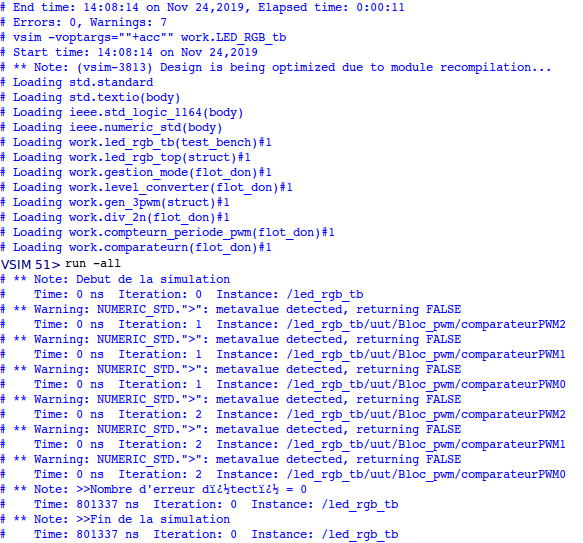 # End time: 14:08:14 on Nov 24,2019, Elapsed time: 0:00:11
# Errors: 0, Warnings: 7
# vsim -voptargs=""+acc"" work.LED_RGB_tb
# Start time: 14:08:14 on Nov 24,2019
# ** Note: (vsim-3813) Design is being optimized due to module recompilation...
# Loading std.standard
# Loading std.textio(body)
# Loading ieee.std_logic_1164(body)
# Loading ieee.numeric_std(body)
# Loading work.led_rgb_tb(test_bench)#1
# Loading work.led_rgb_top(struct)#1
# Loading work.gestion_mode(flot_don)#1
# Loading work.level_converter(flot_don)#1
# Loading work.gen_3pwm(struct)#1
# Loading work.div_2n(flot_don)#1
# Loading work.compteurn_periode_pwm(flot_don)#1
# Loading work.comparateurn(flot_don)#1
VSIM 51> run -all
# ** Note: Debut de la simulation
#    Time: 0 ns  Iteration: 0  Instance: /led_rgb_tb
# ** Warning: NUMERIC_STD.">": metavalue detected, returning FALSE
#    Time: 0 ns  Iteration: 1  Instance: /led_rgb_tb/uut/Bloc_pwm/comparateurPWM2
# ** Warning: NUMERIC_STD.">": metavalue detected, returning FALSE
#    Time: 0 ns  Iteration: 1  Instance: /led_rgb_tb/uut/Bloc_pwm/comparateurPWM1
# ** Warning: NUMERIC_STD.">": metavalue detected, returning FALSE
#    Time: 0 ns  Iteration: 1  Instance: /led_rgb_tb/uut/Bloc_pwm/comparateurPWM0
# ** Warning: NUMERIC_STD.">": metavalue detected, returning FALSE
#    Time: 0 ns  Iteration: 2  Instance: /led_rgb_tb/uut/Bloc_pwm/comparateurPWM2
# ** Warning: NUMERIC_STD.">": metavalue detected, returning FALSE
#    Time: 0 ns  Iteration: 2  Instance: /led_rgb_tb/uut/Bloc_pwm/comparateurPWM1
# ** Warning: NUMERIC_STD.">": metavalue detected, returning FALSE
#    Time: 0 ns  Iteration: 2  Instance: /led_rgb_tb/uut/Bloc_pwm/comparateurPWM0
# ** Note: >>Nombre d'erreur dï¿½tectï¿½ = 0
#    Time: 801337 ns  Iteration: 0  Instance: /led_rgb_tb
# ** Note: >>Fin de la simulation
#    Time: 801337 ns  Iteration: 0  Instance: /led_rgb_tb